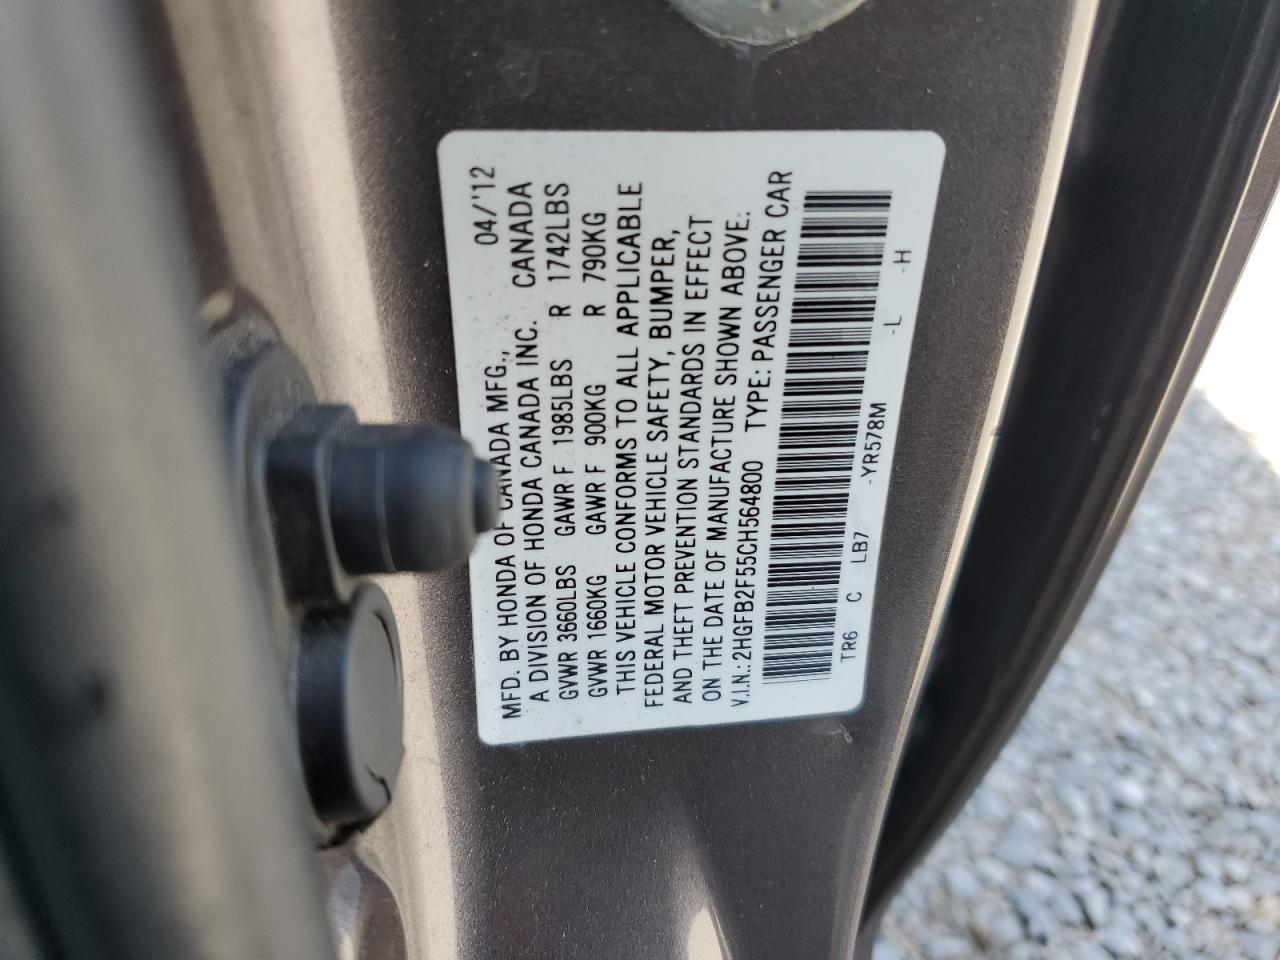 MFD. BY HONDA OF CANADA MFG., 04/'12
A DIVISION OF HONDA CANADA INC. CANADA
GVWR 3660LBS GAWR F 1985LBS R 1742LBS
GVWR 1660KG GAWR F 900KG R 790KG
THIS VEHICLE CONFORMS TO ALL APPLICABLE
FEDERAL MOTOR VEHICLE SAFETY, BUMPER,
AND THEFT PREVENTION STANDARDS IN EFFECT
ON THE DATE OF MANUFACTURE SHOWN ABOVE.
V.I.N.: 2HGFB2F55CH564800 TYPE: PASSENGER CAR
TR6 C LB7 -YR578M -L -H